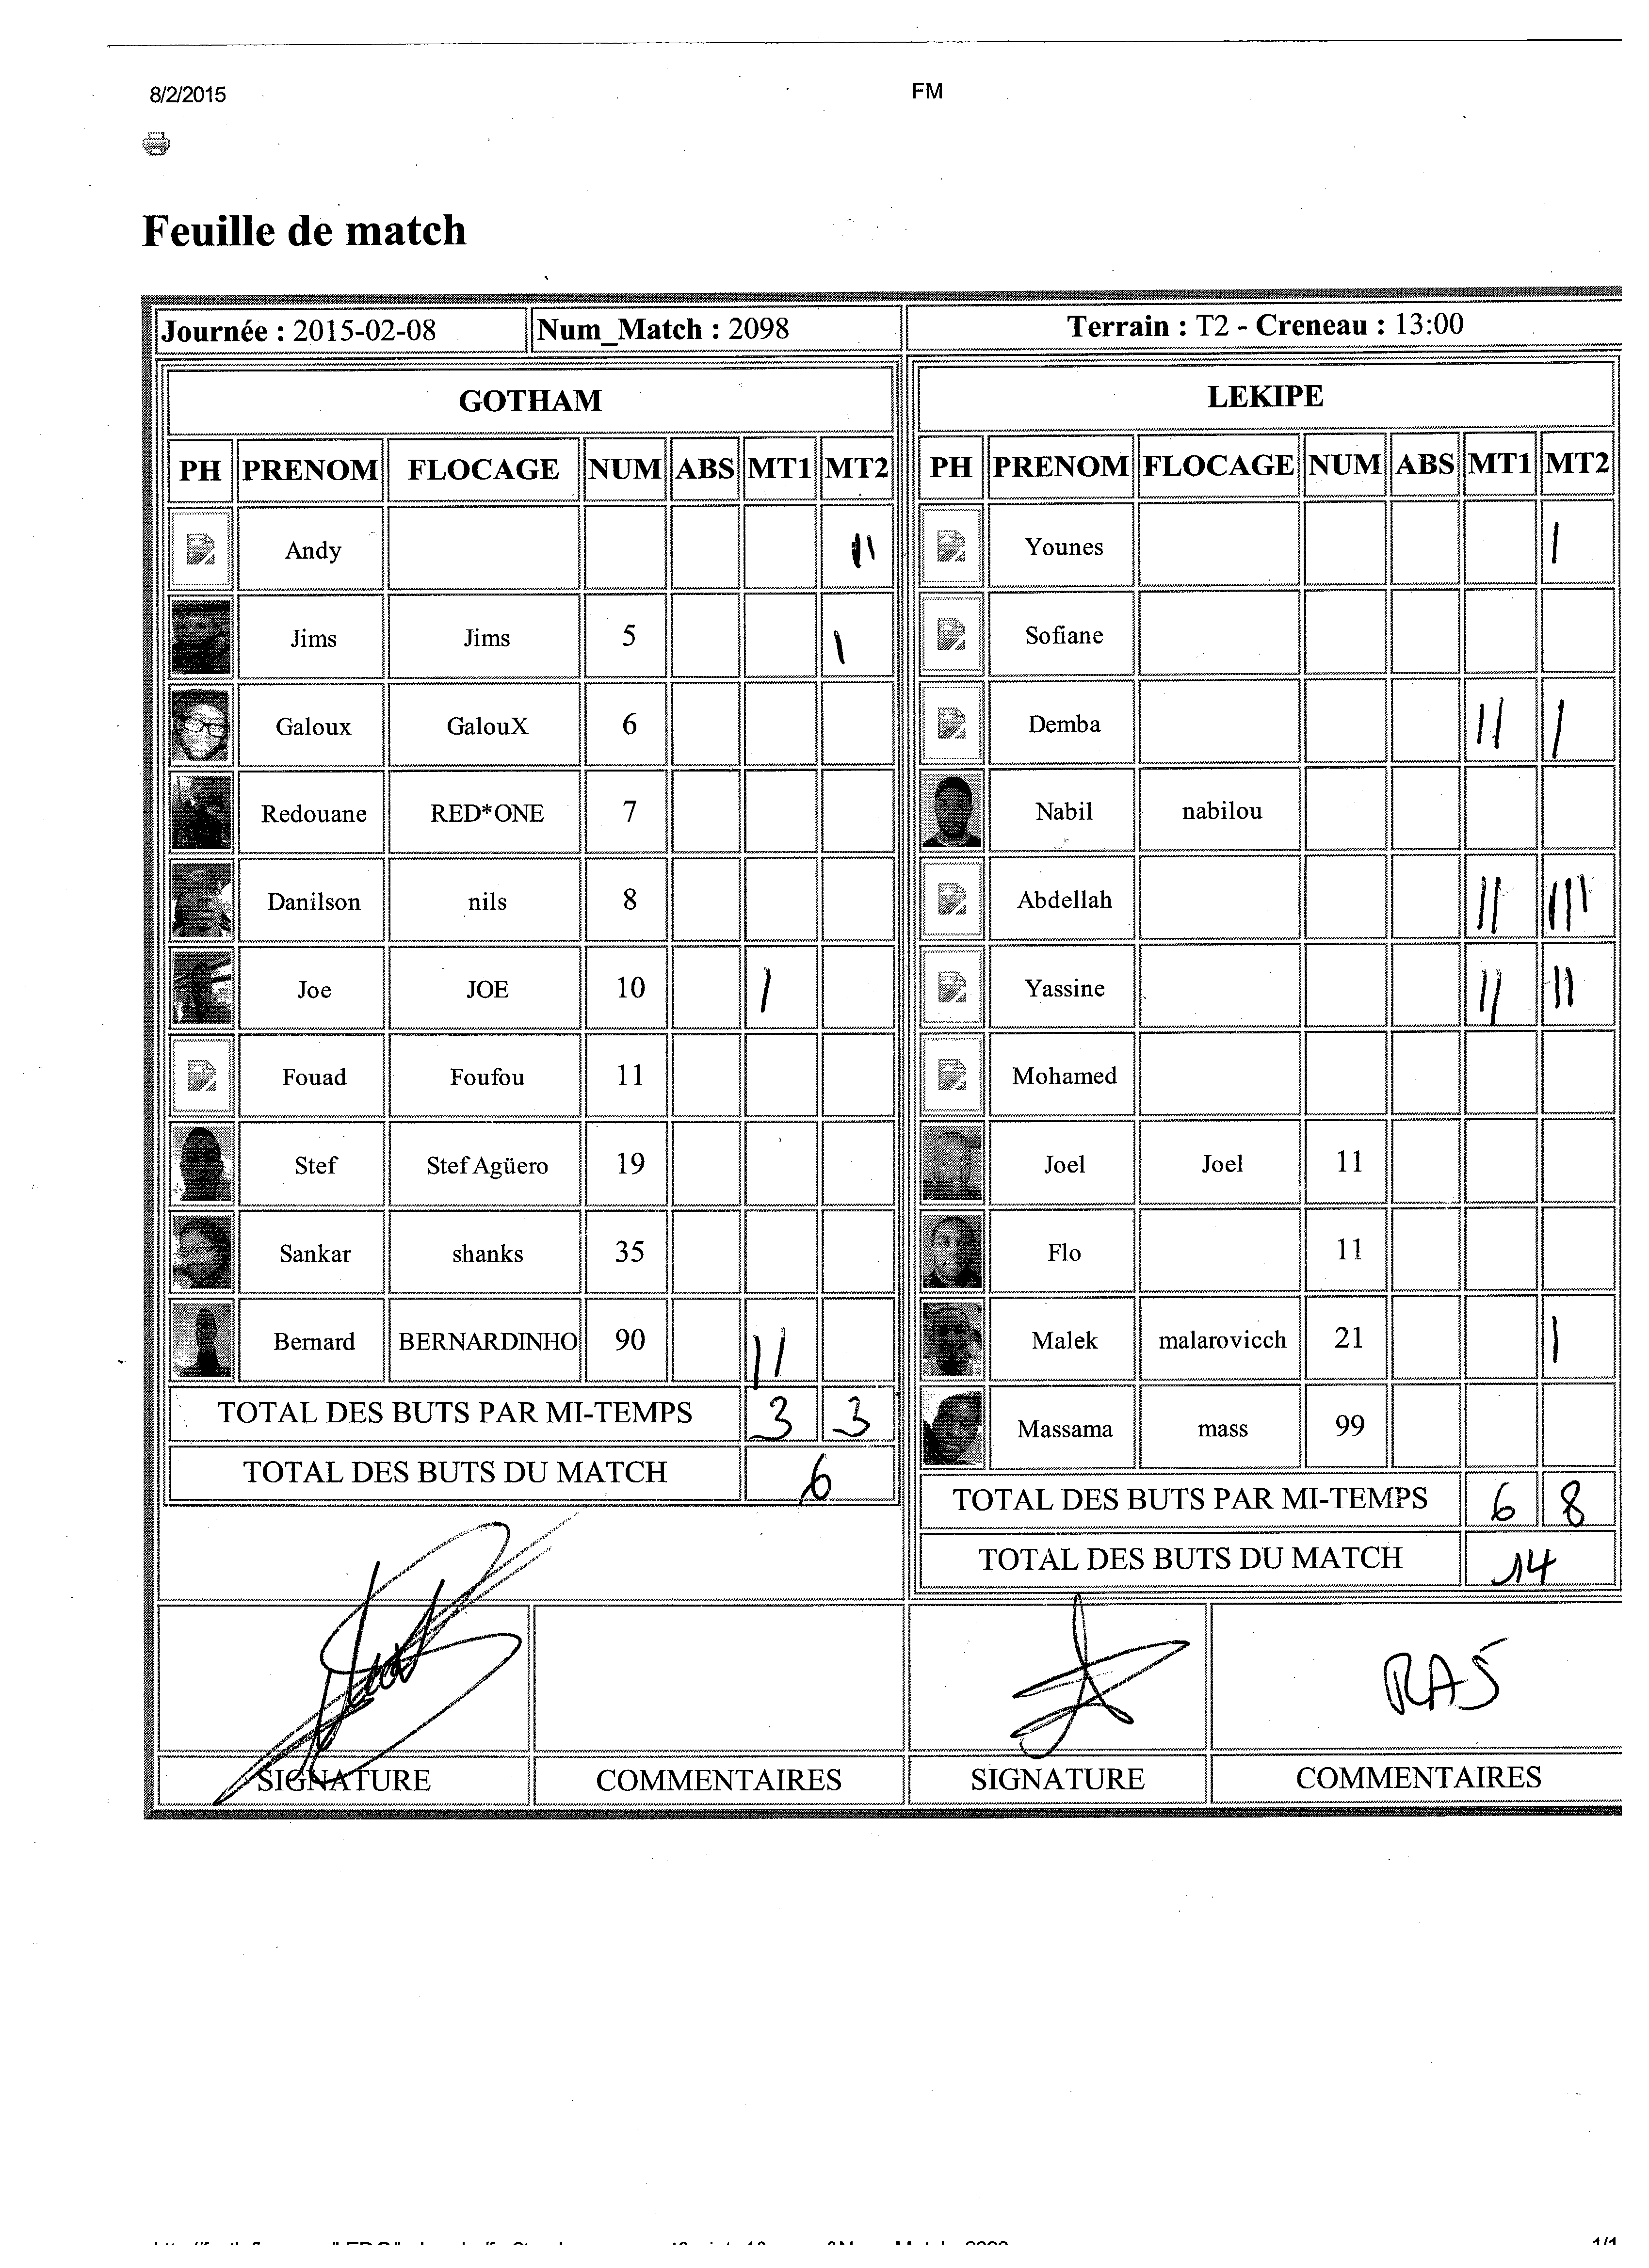 8/2/2015 FM
Feuille de match
Journée : 2015-02-08 Num_Match : 2098 Terrain : T2 - Creneau : 13:00
GOTHAM LEKIPE
PH PRENOM FLOCAGE NUM ABS MT1 MT2 PH PRENOM FLOCAGE NUM ABS MT1 MT2
Andy II Younes I
Jims Jims 5 I Sofiane
Galoux GalouX 6 Demba II I
Redouane RED*ONE 7 Nabil nabilou
Danilson nils 8 Abdellah II III
Joe JOE 10 I Yassine II II
Fouad Foufou 11 Mohamed
Stef Stef Agüero 19 Joel Joel 11
Sankar shanks 35 Flo 11
Bernard BERNARDINHO 90 II Malek malarovicch 21 I
TOTAL DES BUTS PAR MI-TEMPS 3 3 Massama mass 99
TOTAL DES BUTS DU MATCH 6 TOTAL DES BUTS PAR MI-TEMPS 6 8
TOTAL DES BUTS DU MATCH 14
RAS
SIGNATURE COMMENTAIRES SIGNATURE COMMENTAIRES
1/1